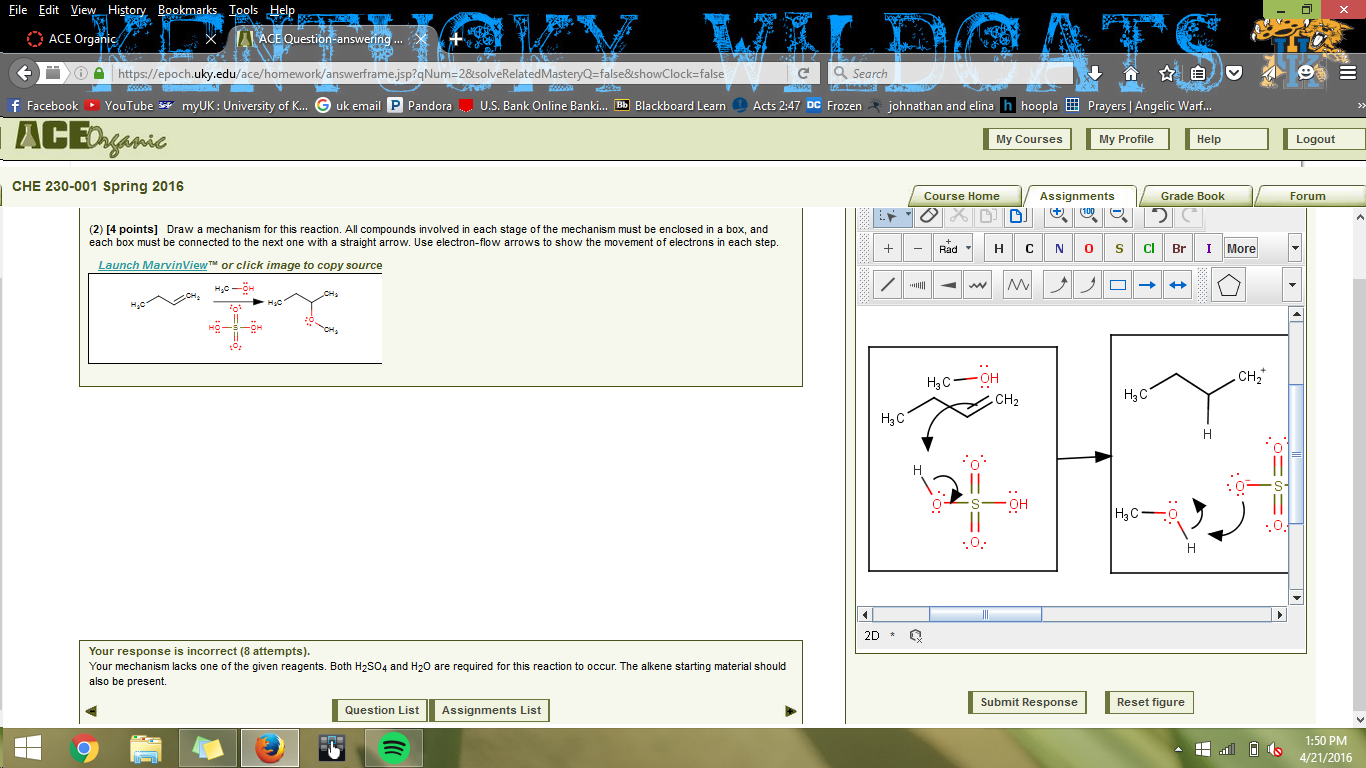 File Edit View History Bookmarks Tools Help
KENTUCKY WILDCATS
ACE Organic
ACE Question-answering ...
https://epoch.uky.edu/ace/homework/answerframe.jsp?qNum=2&solveRelatedMasteryQ=false&showClock=false
Search
Facebook YouTube myUK : University of K... uk email Pandora U.S. Bank Online Banki... Bb Blackboard Learn Acts 2:47 DC Frozen johnathan and elina h hoopla Prayers | Angelic Warf...
ACE Organic
My Courses My Profile Help Logout
CHE 230-001 Spring 2016
Course Home Assignments Grade Book Forum
(2) [4 points] Draw a mechanism for this reaction. All compounds involved in each stage of the mechanism must be enclosed in a box, and
each box must be connected to the next one with a straight arrow. Use electron-flow arrows to show the movement of electrons in each step.
Launch MarvinView™ or click image to copy source
H₃C CH₂ H₃C OH H₃C CH₃
O CH₃
O
HO S OH
O
100
+ − Rad H C N O S Cl Br I More
H₃C OH
H₃C CH₂
H O
O S OH
O
H₃C CH₂⁺
H
O
O⁻ S
H₃C O
O
H
2D *
Your response is incorrect (8 attempts).
Your mechanism lacks one of the given reagents. Both H₂SO₄ and H₂O are required for this reaction to occur. The alkene starting material should
also be present.
Question List Assignments List
Submit Response Reset figure
1:50 PM
4/21/2016